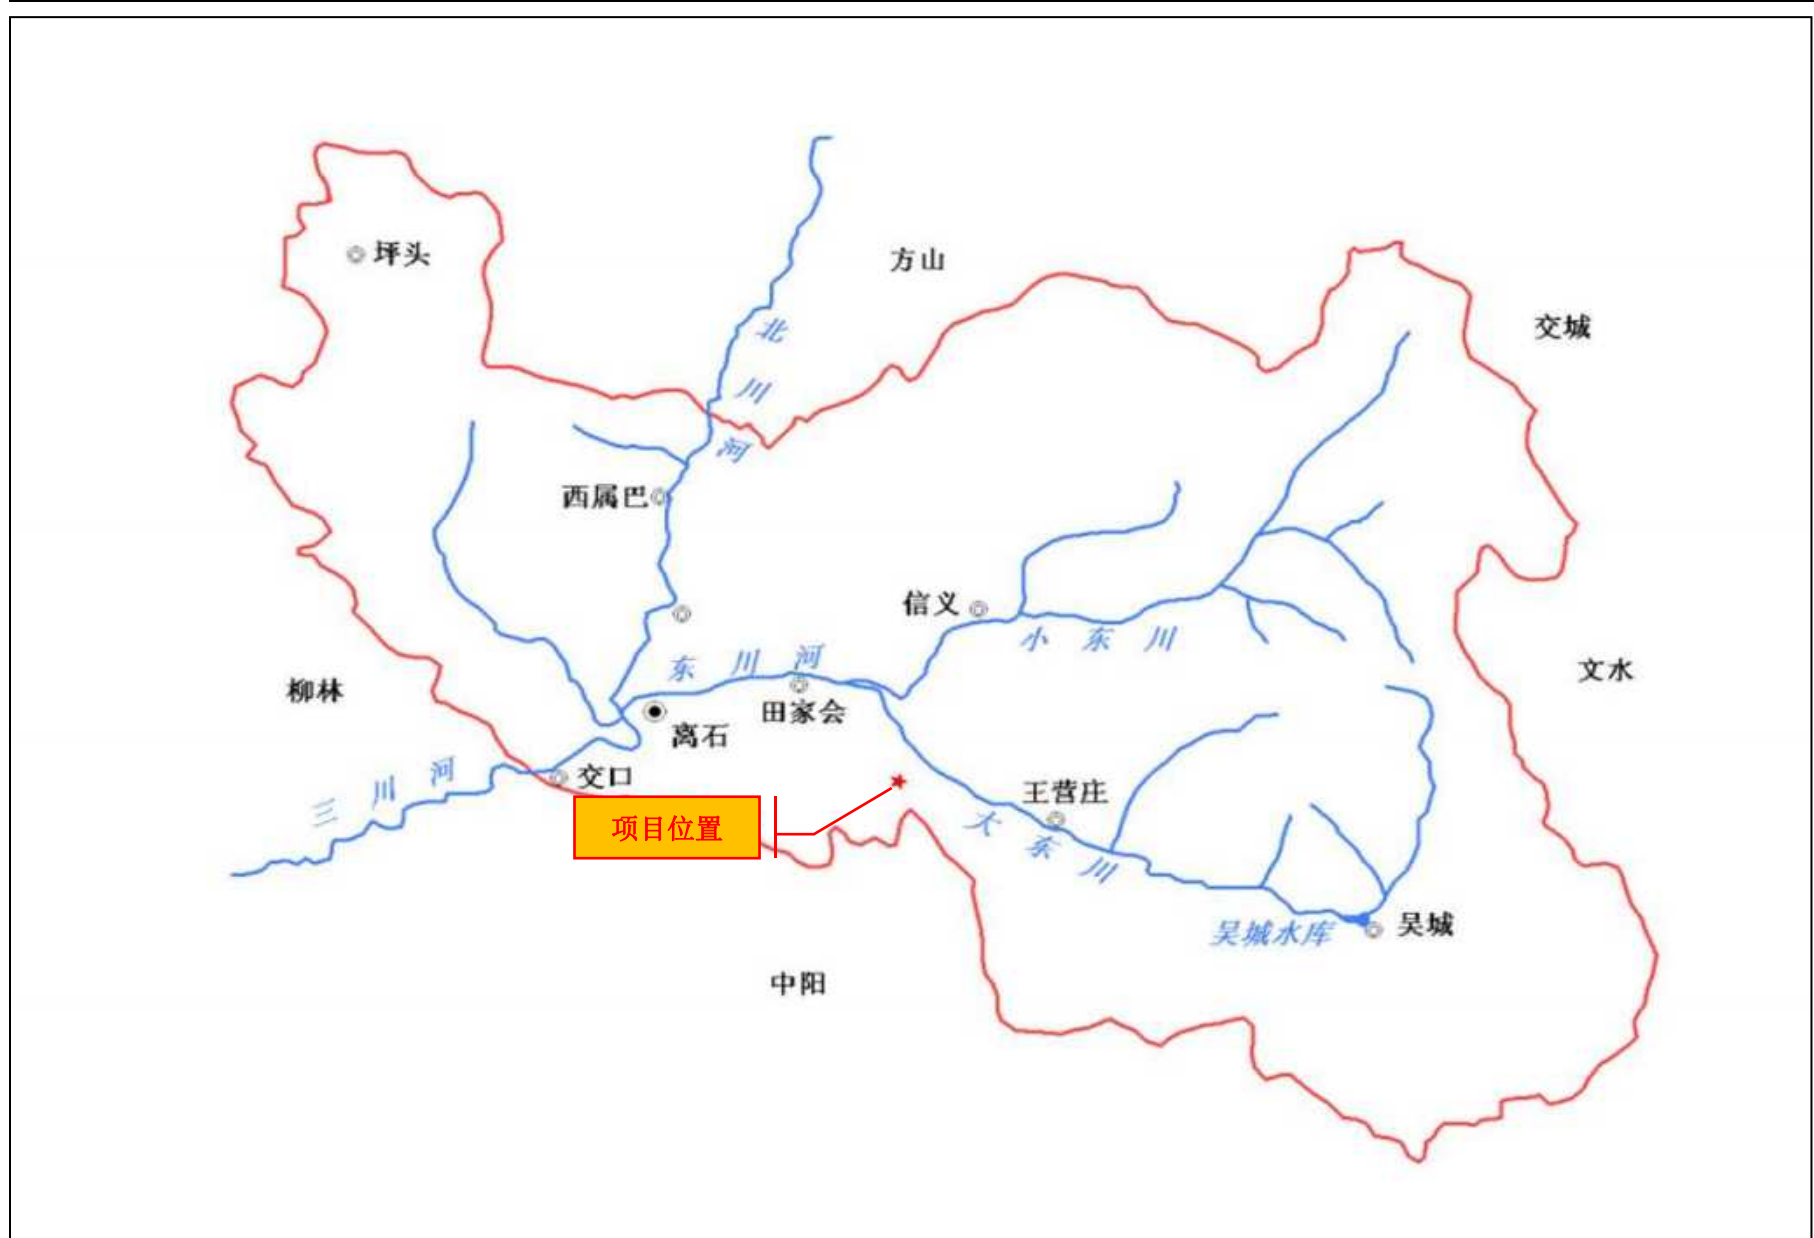 坪头
方山
交城
北川河
西属巴
信义
小东川
东川河
柳林
文水
田家会
离石
三川河
交口
王营庄
项目位置
大东川
吴城水库
吴城
中阳